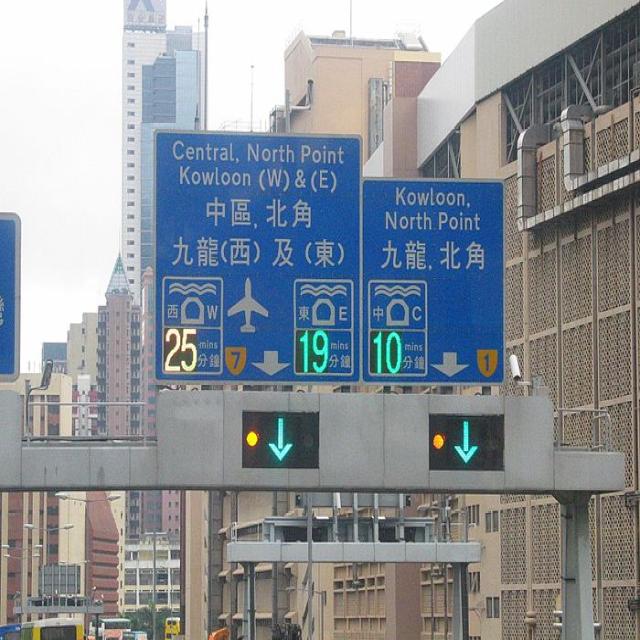 Central, North Point
Kowloon (W) & (E)
中區, 北角
九龍(西) 及 (東)
西 W
25 mins 分鐘
7
東 E
19 mins 分鐘
Kowloon,
North Point
九龍, 北角
中 C
10 mins 分鐘
1